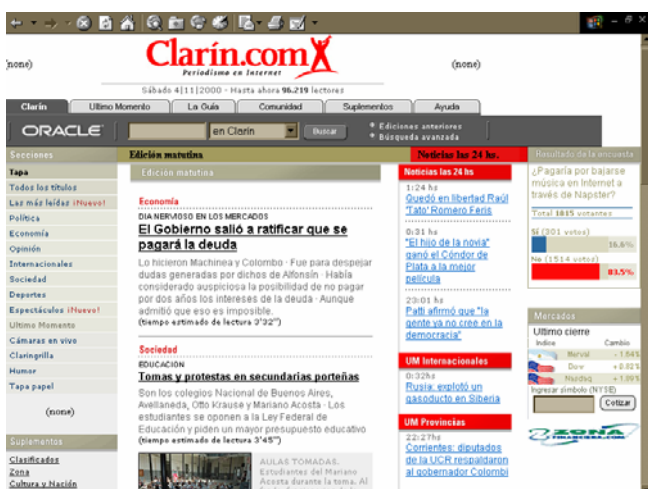 (none)
Clarín.com
Periodismo en Internet
(none)
Sábado 4|11|2000 - Hasta ahora 96.219 lectores
Clarín
Ultimo Momento
La Guía
Comunidad
Suplementos
Ayuda
ORACLE
en Clarín
Buscar
Ediciones anteriores
Búsqueda avanzada
Secciones
Tapa
Todos los títulos
Las más leídas ¡Nuevo!
Política
Economía
Opinión
Internacionales
Sociedad
Deportes
Espectáculos ¡Nuevo!
Ultimo Momento
Cámaras en vivo
Claringrilla
Humor
Tapa papel
(none)
Suplementos
Clasificados
Zona
Cultura y Nación
Edición matutina
Edición matutina
Economía
DIA NERVIOSO EN LOS MERCADOS
El Gobierno salió a ratificar que se
pagará la deuda
Lo hicieron Machinea y Colombo · Fue para despejar
dudas generadas por dichos de Alfonsín · Había
considerado auspiciosa la posibilidad de no pagar
por dos años los intereses de la deuda · Aunque
admitió que eso es imposible.
(tiempo estimado de lectura 3'32")
Sociedad
EDUCACION
Tomas y protestas en secundarias porteñas
Son los colegios Nacional de Buenos Aires,
Avellaneda, Otto Krause y Mariano Acosta · Los
estudiantes se oponen a la Ley Federal de
Educación y piden un mayor presupuesto educativo
(tiempo estimado de lectura 3'45")
AULAS TOMADAS.
Estudiantes del Mariano
Acosta durante la toma. Al
Noticias las 24 hs.
Noticias las 24 hs
1:24 hs
Quedó en libertad Raúl
'Tato' Romero Feris
0:31 hs
"El hijo de la novia"
ganó el Cóndor de
Plata a la mejor
película
23:01 hs
Patti afirmó que "la
gente ya no cree en la
democracia"
UM Internacionales
0:32hs
Rusia: explotó un
gasoducto en Siberia
UM Provincias
22:27hs
Corrientes: diputados
de la UCR respaldaron
al gobernador Colombi
Resultado de la encuesta
¿Pagaría por bajarse
música en Internet a
través de Napster?
Total 1815 votantes
Sí (301 votos)
16.6%
No (1514 votos)
83.5%
Mercados
Ultimo cierre
Indice Cambio
Merval
Dow
Nasdaq
Ingresar símbolo (NYSE)
Cotizar
ZONA
FINANCIERA.COM